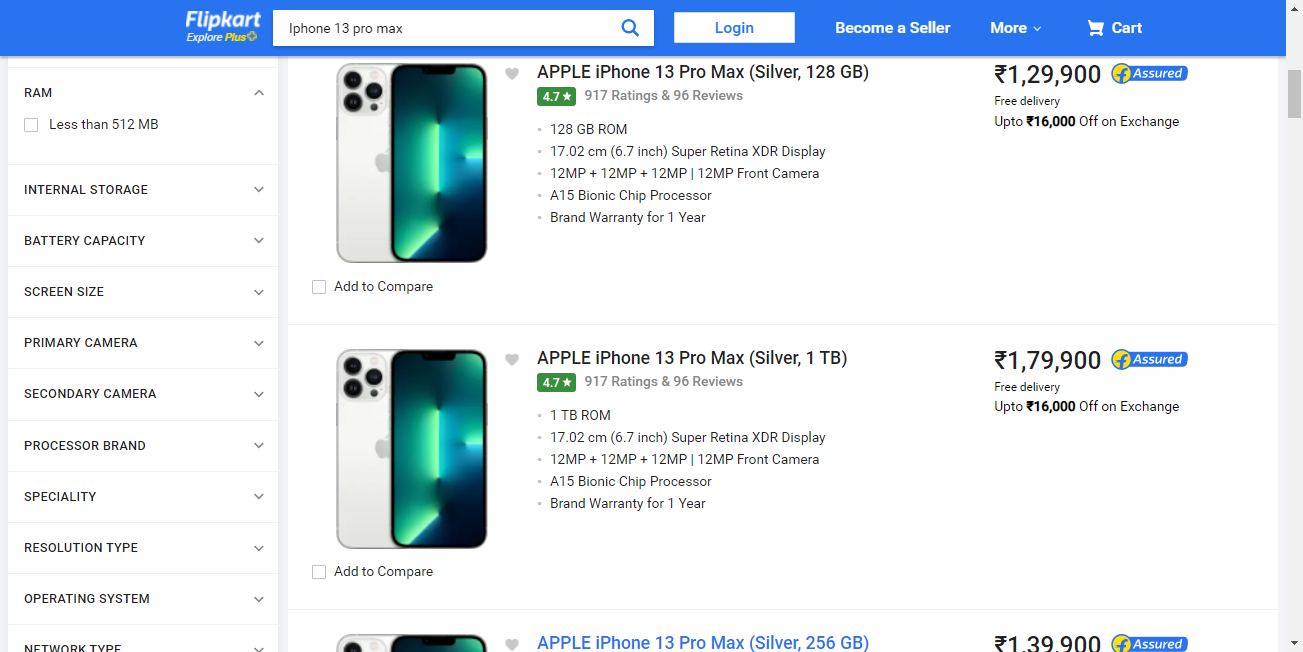 Flipkart
Explore Plus
Iphone 13 pro max
Login
Become a Seller
More
Cart
RAM
Less than 512 MB
INTERNAL STORAGE
BATTERY CAPACITY
SCREEN SIZE
PRIMARY CAMERA
SECONDARY CAMERA
PROCESSOR BRAND
SPECIALITY
RESOLUTION TYPE
OPERATING SYSTEM
NETWORK TYPE
APPLE iPhone 13 Pro Max (Silver, 128 GB)
4.7★ 917 Ratings & 96 Reviews
128 GB ROM
17.02 cm (6.7 inch) Super Retina XDR Display
12MP + 12MP + 12MP | 12MP Front Camera
A15 Bionic Chip Processor
Brand Warranty for 1 Year
Add to Compare
₹1,29,900 Assured
Free delivery
Upto ₹16,000 Off on Exchange
APPLE iPhone 13 Pro Max (Silver, 1 TB)
4.7★ 917 Ratings & 96 Reviews
1 TB ROM
17.02 cm (6.7 inch) Super Retina XDR Display
12MP + 12MP + 12MP | 12MP Front Camera
A15 Bionic Chip Processor
Brand Warranty for 1 Year
Add to Compare
₹1,79,900 Assured
Free delivery
Upto ₹16,000 Off on Exchange
APPLE iPhone 13 Pro Max (Silver, 256 GB)
₹1,39,900 Assured